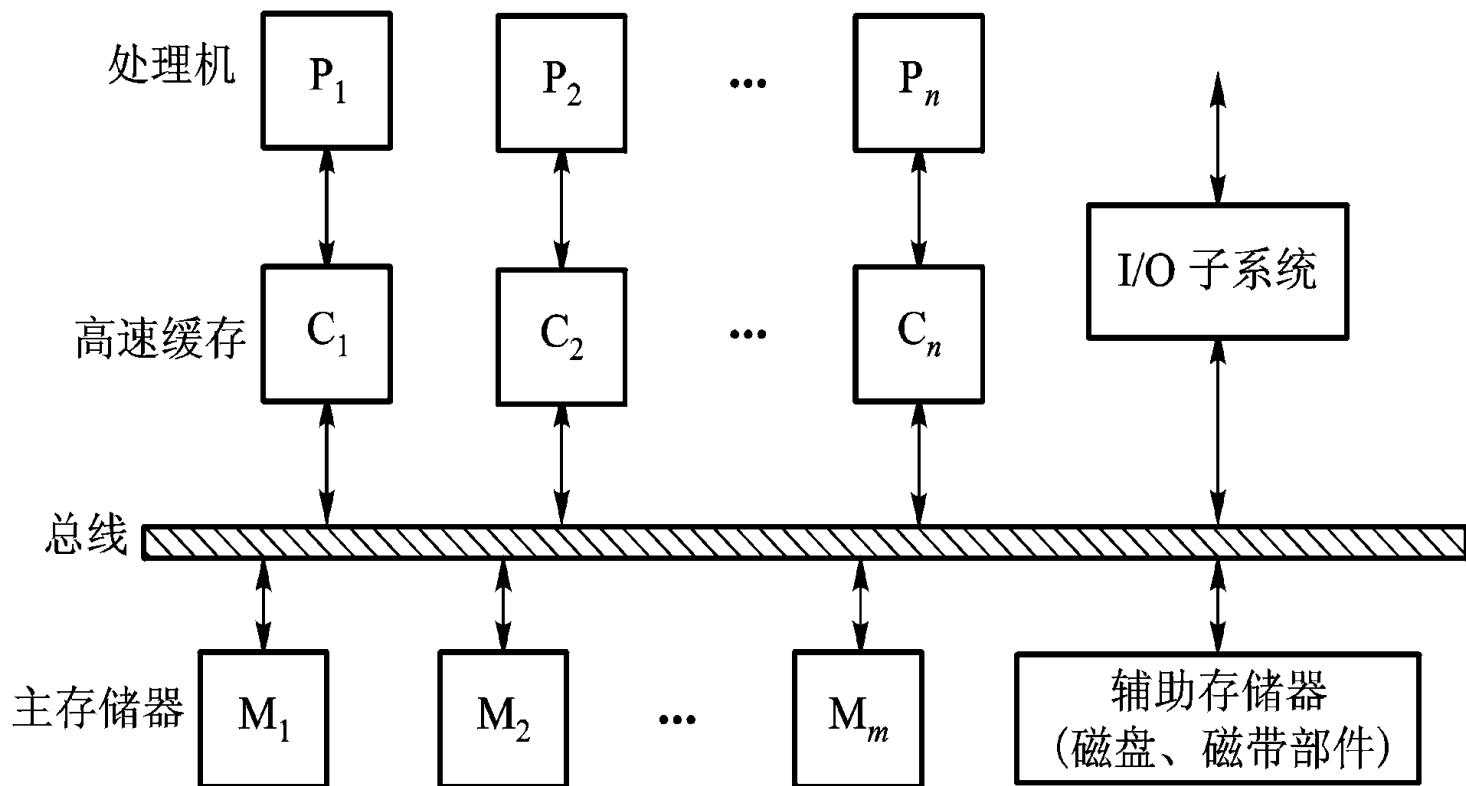 处理机 P1 P2 ... Pn
I/O 子系统
高速缓存 C1 C2 ... Cn
总线
主存储器 M1 M2 ... Mm
辅助存储器
(磁盘、磁带部件)